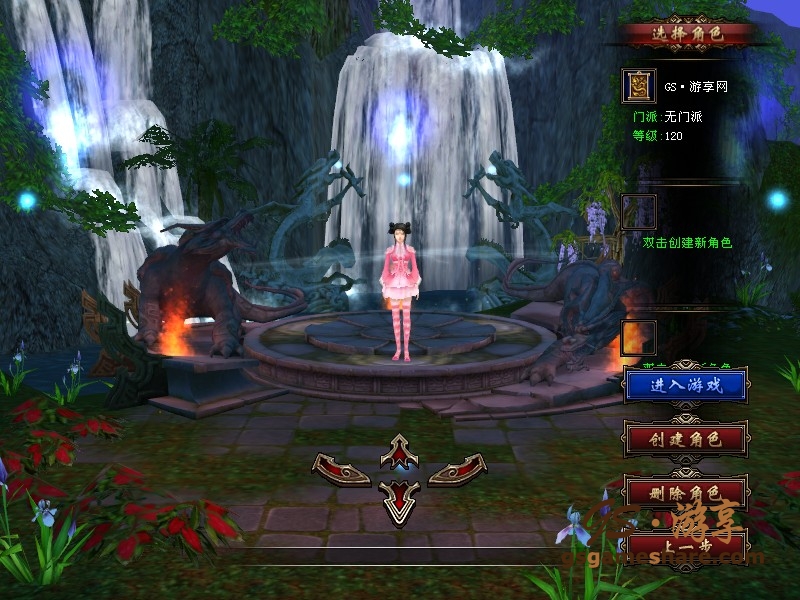 选择角色
GS·游享网
门派:无门派
等级:120
双击创建新角色
进入游戏
创建角色
删除角色
上一步
·游享
gameshare.com